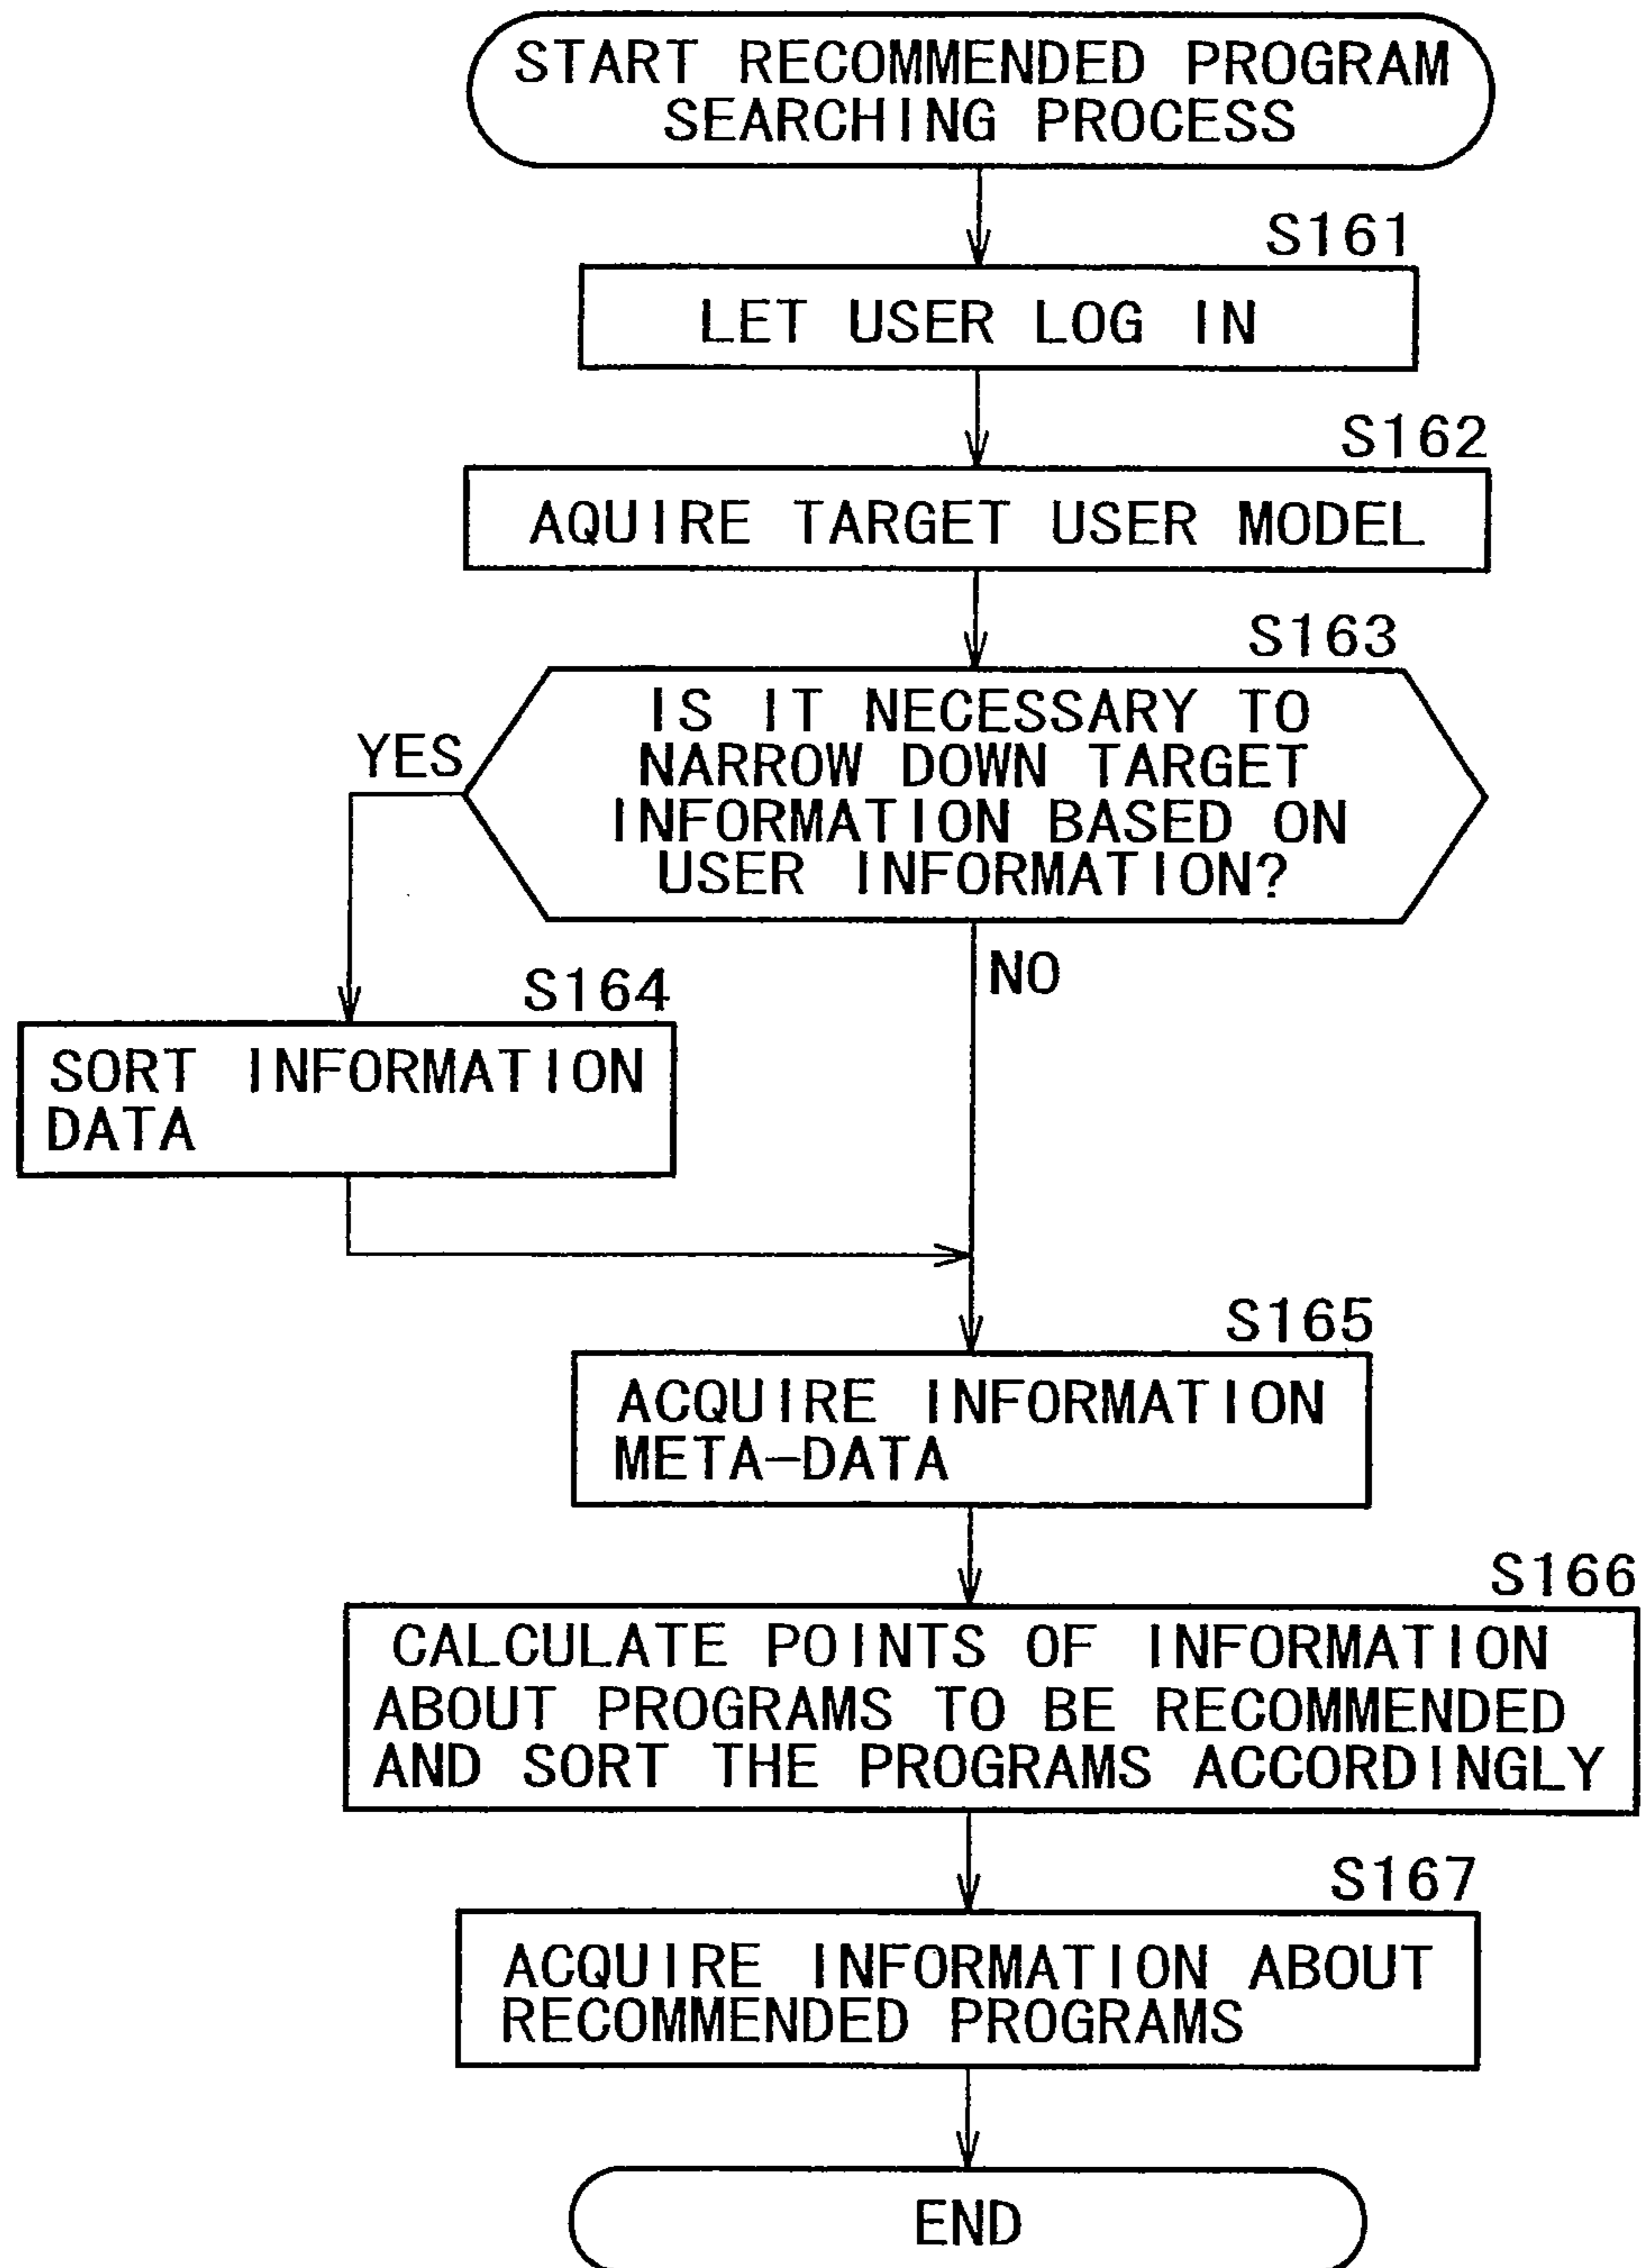 START RECOMMENDED PROGRAM
SEARCHING PROCESS
S161
LET USER LOG IN
S162
AQUIRE TARGET USER MODEL
S163
IS IT NECESSARY TO
NARROW DOWN TARGET
INFORMATION BASED ON
USER INFORMATION?
YES
NO
S164
SORT INFORMATION
DATA
S165
ACQUIRE INFORMATION
META-DATA
S166
CALCULATE POINTS OF INFORMATION
ABOUT PROGRAMS TO BE RECOMMENDED
AND SORT THE PROGRAMS ACCORDINGLY
S167
ACQUIRE INFORMATION ABOUT
RECOMMENDED PROGRAMS
END